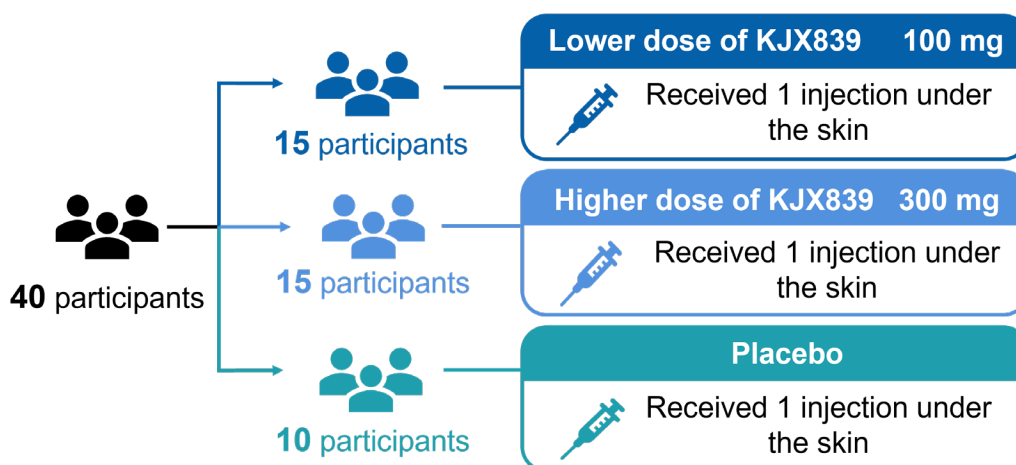 Lower dose of KJX839 100 mg
Received 1 injection under
the skin
15 participants
Higher dose of KJX839 300 mg
Received 1 injection under
the skin
40 participants
15 participants
Placebo
Received 1 injection under
the skin
10 participants